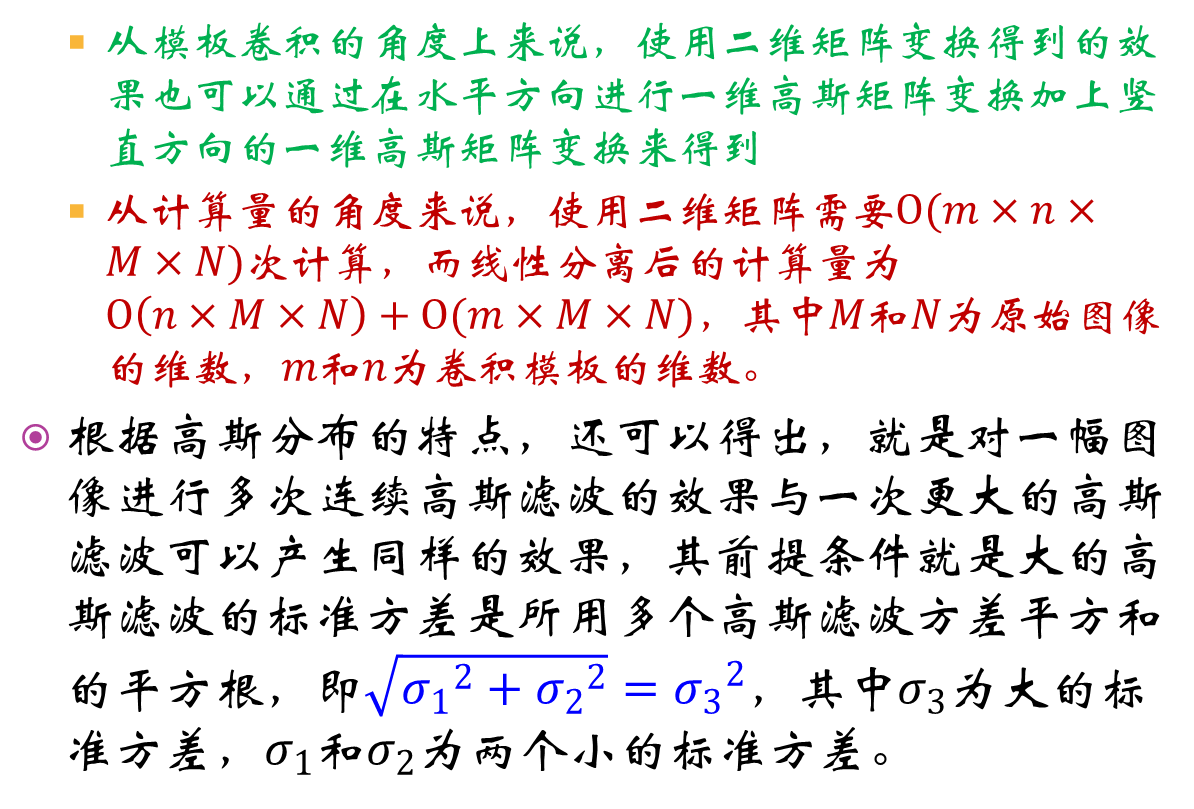 从模板卷积的角度上来说，使用二维矩阵变换得到的效
果也可以通过在水平方向进行一维高斯矩阵变换加上竖
直方向的一维高斯矩阵变换来得到
从计算量的角度来说，使用二维矩阵需要O(m × n ×
M × N)次计算，而线性分离后的计算量为
O(n × M × N) + O(m × M × N)，其中M和N为原始图像
的维数，m和n为卷积模板的维数。
根据高斯分布的特点，还可以得出，就是对一幅图
像进行多次连续高斯滤波的效果与一次更大的高斯
滤波可以产生同样的效果，其前提条件就是大的高
斯滤波的标准方差是所用多个高斯滤波方差平方和
的平方根，即√(σ₁² + σ₂²) = σ₃²，其中σ₃为大的标
准方差，σ₁和σ₂为两个小的标准方差。